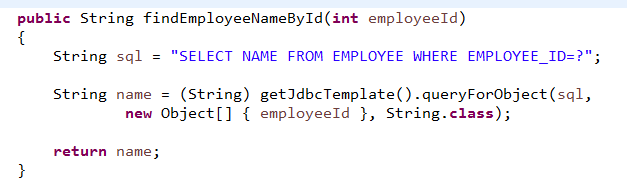 public String findEmployeeNameById(int employeeId)
{
    String sql = "SELECT NAME FROM EMPLOYEE WHERE EMPLOYEE_ID=?";
    String name = (String) getJdbcTemplate().queryForObject(sql,
            new Object[] { employeeId }, String.class);
    return name;
}